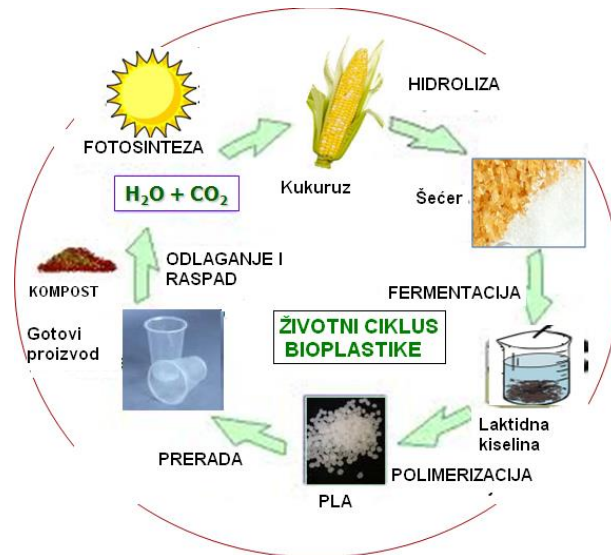 HIDROLIZA
FOTOSINTEZA
Kukuruz
Šećer
H₂O + CO₂
ODLAGANJE I
RASPAD
KOMPOST
FERMENTACIJA
Gotovi
proizvod
ŽIVOTNI CIKLUS
BIOPLASTIKE
Laktidna
kiselina
PRERADA
POLIMERIZACIJA
PLA